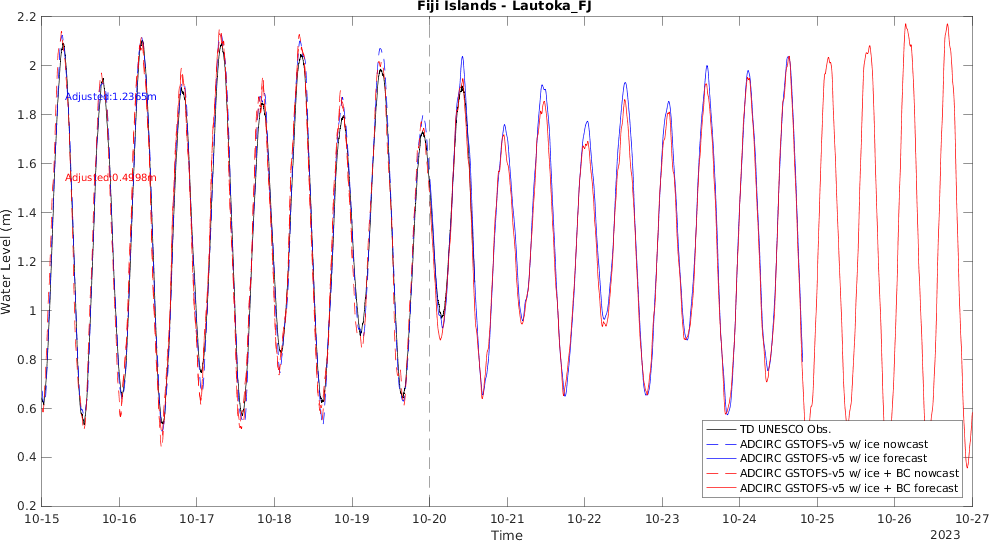 Fiji Islands - Lautoka_FJ
2.2
2
1.8
1.6
1.4
1.2
1
0.8
0.6
0.4
0.2
Water Level (m)
Adjusted:1.2365m
Adjusted:0.4998m
TD UNESCO Obs.
ADCIRC GSTOFS-v5 w/ ice nowcast
ADCIRC GSTOFS-v5 w/ ice forecast
ADCIRC GSTOFS-v5 w/ ice + BC nowcast
ADCIRC GSTOFS-v5 w/ ice + BC forecast
10-15 10-16 10-17 10-18 10-19 10-20 10-21 10-22 10-23 10-24 10-25 10-26 10-27
Time
2023